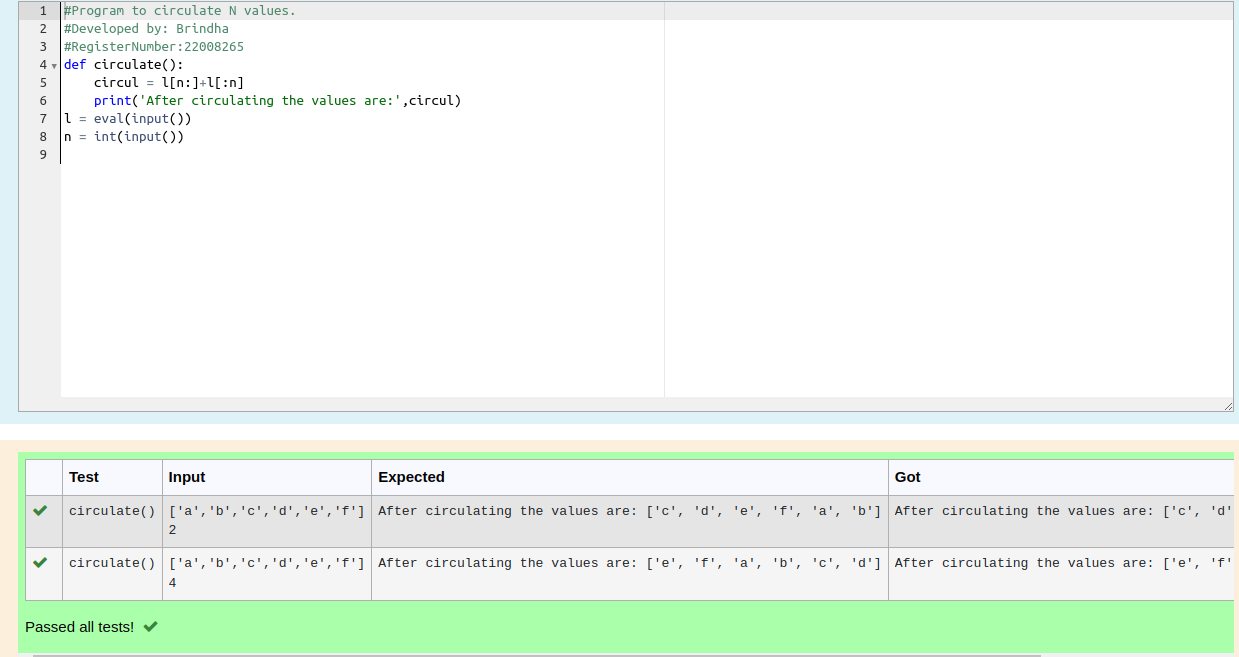 1 #Program to circulate N values.
2 #Developed by: Brindha
3 #RegisterNumber:22008265
4 def circulate():
5     circul = l[n:]+l[:n]
6     print('After circulating the values are:',circul)
7 l = eval(input())
8 n = int(input())
9
Test Input Expected Got
circulate() ['a','b','c','d','e','f'] After circulating the values are: ['c', 'd', 'e', 'f', 'a', 'b'] After circulating the values are: ['c', 'd'
2
circulate() ['a','b','c','d','e','f'] After circulating the values are: ['e', 'f', 'a', 'b', 'c', 'd'] After circulating the values are: ['e', 'f'
4
Passed all tests!